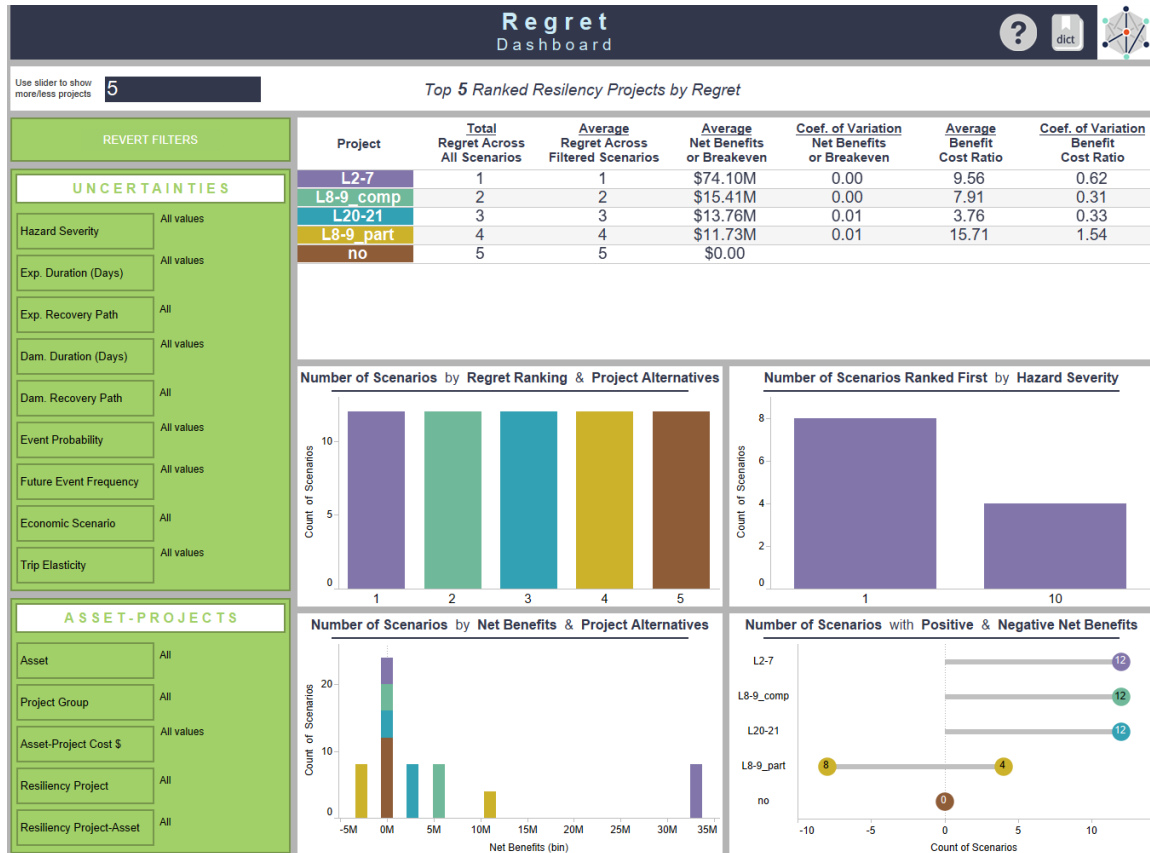 Regret
Dashboard
?
dict
Use slider to show
more/less projects
5
Top 5 Ranked Resilency Projects by Regret
REVERT FILTERS
UNCERTAINTIES
Hazard Severity All values
Exp. Duration (Days) All values
Exp. Recovery Path All
Dam. Duration (Days) All values
Dam. Recovery Path All
Event Probability All values
Future Event Frequency All values
Economic Scenario All
Trip Elasticity All values
ASSET-PROJECTS
Asset All
Project Group All
Asset-Project Cost $ All values
Resiliency Project All
Resiliency Project-Asset All
Total Average Average Coef. of Variation Average Coef. of Variation
Project Regret Across Regret Across Net Benefits Net Benefits Benefit Benefit
All Scenarios Filtered Scenarios or Breakeven or Breakeven Cost Ratio Cost Ratio
L2-7 1 1 $74.10M 0.00 9.56 0.62
L8-9_comp 2 2 $15.41M 0.00 7.91 0.31
L20-21 3 3 $13.76M 0.01 3.76 0.33
L8-9_part 4 4 $11.73M 0.01 15.71 1.54
no 5 5 $0.00
Number of Scenarios by Regret Ranking & Project Alternatives
Count of Scenarios
10
5
0
1 2 3 4 5
Number of Scenarios Ranked First by Hazard Severity
Count of Scenarios
8
6
4
2
0
1 10
Number of Scenarios by Net Benefits & Project Alternatives
Count of Scenarios
20
10
0
-5M 0M 5M 10M 15M 20M 25M 30M 35M
Net Benefits (bin)
Number of Scenarios with Positive & Negative Net Benefits
L2-7 12
L8-9_comp 12
L20-21 12
L8-9_part 8 4
no 0
-10 -5 0 5 10
Count of Scenarios